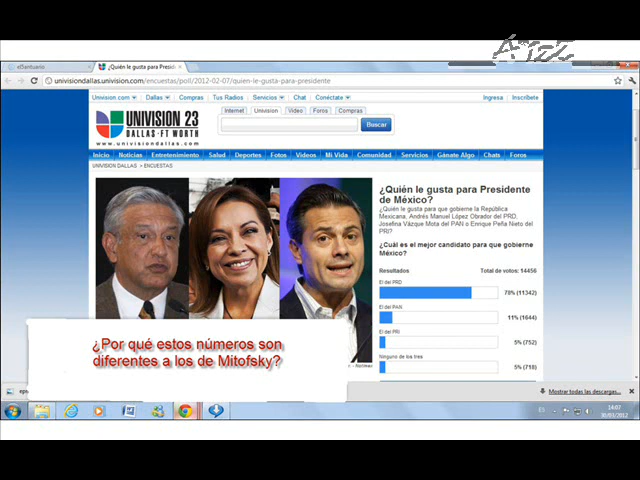 Artec
elSantuario
¿Quién le gusta para Presid
univisiondallas.univision.com/encuestas/poll/2012-02-07/quien-le-gusta-para-presidente
Univision.com Dallas Compras Tus Radios Servicios Chat Conéctate Ingresa Inscríbete
Internet Univision Video Foros Compras
UNIVISION 23
DALLAS-FT WORTH
www.univisiondallas.com
Buscar
Inicio Noticias Entretenimiento Salud Deportes Fotos Videos Mi Vida Comunidad Servicios Gánate Algo Chats Foros
UNIVISION DALLAS > ENCUESTAS
¿Quién le gusta para Presidente
de México?
¿Quién le gusta para que gobierne la República
Mexicana, Andrés Manuel López Obrador del PRD,
Josefina Vázquez Mota del PAN o Enrique Peña Nieto del
PRI?
¿Cuál es el mejor candidato para que gobierne
México?
Resultados Total de votos: 14456
El del PRD
78% (11342)
El del PAN
11% (1644)
El del PRI
5% (752)
Ninguno de los tres
5% (718)
¿Por qué estos números son
diferentes a los de Mitofsky?
Mostrar todas las descargas...
ES 14:07
30/03/2012